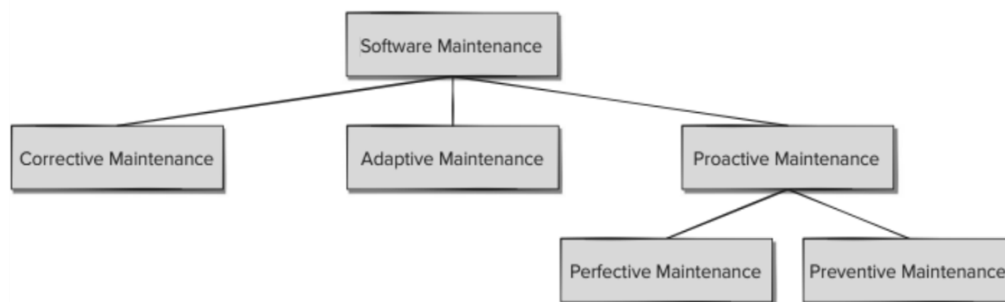 Software Maintenance
Corrective Maintenance
Adaptive Maintenance
Proactive Maintenance
Perfective Maintenance
Preventive Maintenance